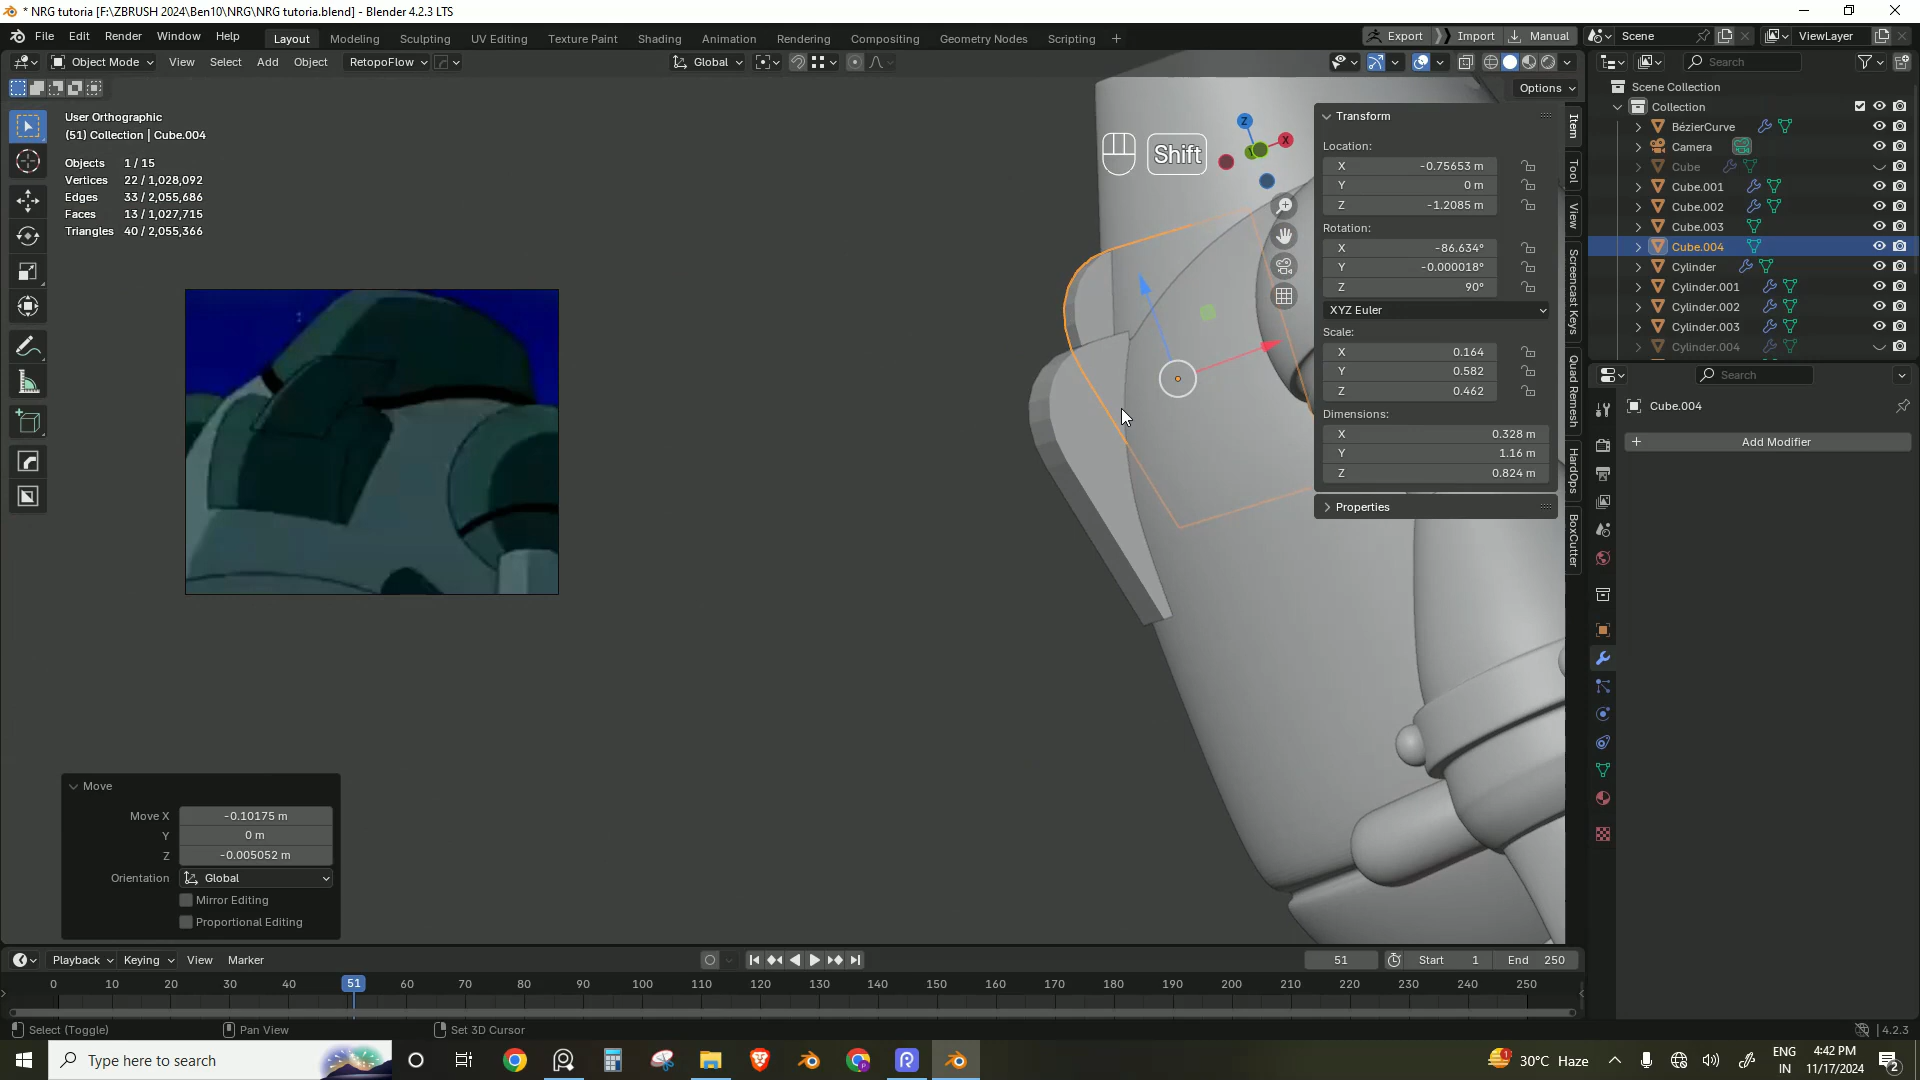 * NRG tutoria [F:\ZBRUSH 2024\Ben10\NRG\NRG tutoria.blend] - Blender 4.2.3 LTS
File Edit Render Window Help Layout Modeling Sculpting UV Editing Texture Paint Shading Animation Rendering Compositing Geometry Nodes Scripting + Export Import Manual Scene ViewLayer
Object Mode View Select Add Object RetopoFlow Global Search
Options
User Orthographic
(51) Collection | Cube.004
Objects 1 / 15
Vertices 22 / 1,028,092
Edges 33 / 2,055,686
Faces 13 / 1,027,715
Triangles 40 / 2,055,366
Shift
Z
X
Transform
Location:
X -0.75653 m
Y 0 m
Z -1.2085 m
Rotation:
X -86.634°
Y -0.000018°
Z 90°
XYZ Euler
Scale:
X 0.164
Y 0.582
Z 0.462
Dimensions:
X 0.328 m
Y 1.16 m
Z 0.824 m
Properties
Item
Tool
View
Screencast Keys
Quad Remesh
HardOps
BoxCutter
Scene Collection
Collection
BézierCurve
Camera
Cube
Cube.001
Cube.002
Cube.003
Cube.004
Cylinder
Cylinder.001
Cylinder.002
Cylinder.003
Cylinder.004
Search
Cube.004
+ Add Modifier
Move
Move X -0.10175 m
Y 0 m
Z -0.005052 m
Orientation Global
Mirror Editing
Proportional Editing
Playback Keying View Marker 51 Start 1 End 250
0 10 20 30 40 51 60 70 80 90 100 110 120 130 140 150 160 170 180 190 200 210 220 230 240 250
Select (Toggle) Pan View Set 3D Cursor 4.2.3
Type here to search 30°C Haze ENG IN 4:42 PM 11/17/2024 2